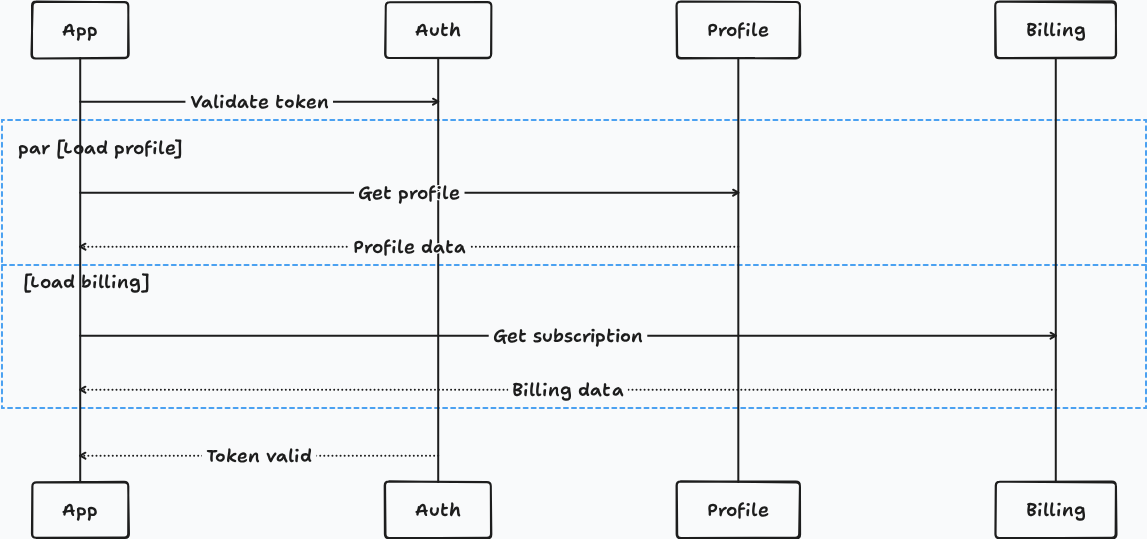 App
Auth
Profile
Billing
Validate token
par [Load profile]
Get profile
Profile data
[Load billing]
Get subscription
Billing data
Token valid
App
Auth
Profile
Billing